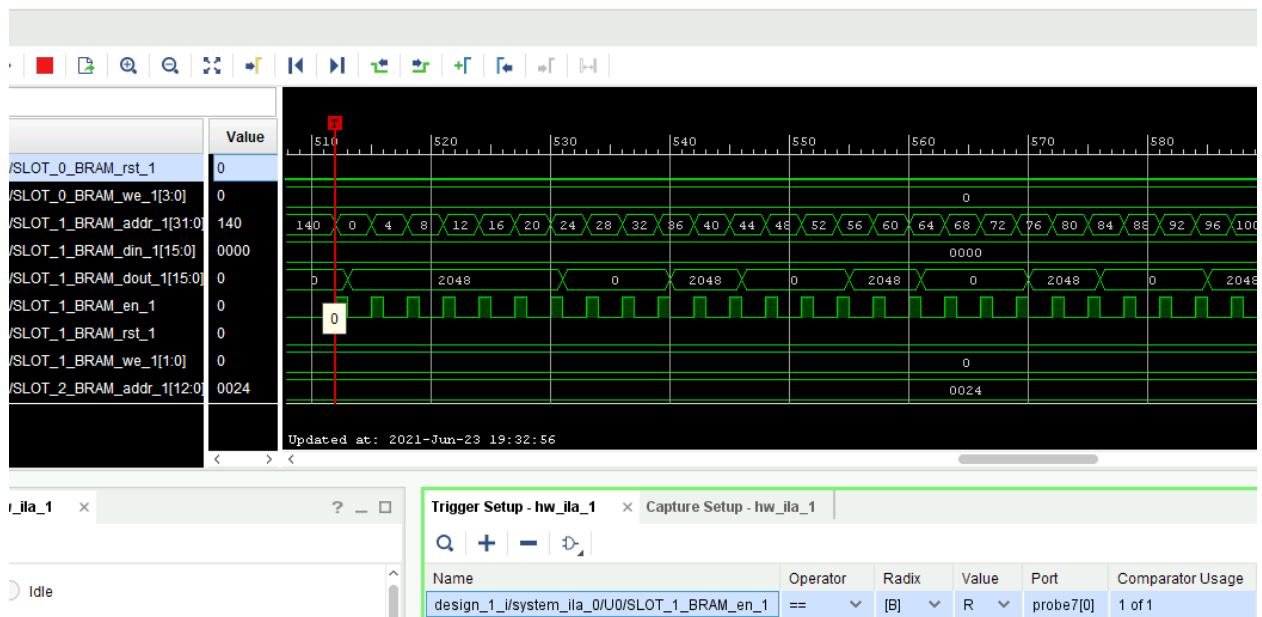 Value
510 520 530 540 550 560 570 580
/SLOT_0_BRAM_rst_1 0
/SLOT_0_BRAM_we_1[3:0] 0 0
/SLOT_1_BRAM_addr_1[31:0] 140 140 0 4 8 12 16 20 24 28 32 36 40 44 48 52 56 60 64 68 72 76 80 84 88 92 96 100
/SLOT_1_BRAM_din_1[15:0] 0000 0000
/SLOT_1_BRAM_dout_1[15:0] 0 0 2048 0 2048 0 2048 0 2048 0 2048
/SLOT_1_BRAM_en_1 0
0
/SLOT_1_BRAM_rst_1 0
/SLOT_1_BRAM_we_1[1:0] 0 0
/SLOT_2_BRAM_addr_1[12:0] 0024 0024
Updated at: 2021-Jun-23 19:32:56
_ila_1
Idle
Trigger Setup - hw_ila_1 Capture Setup - hw_ila_1
Name Operator Radix Value Port Comparator Usage
design_1_i/system_ila_0/U0/SLOT_1_BRAM_en_1 == [B] R probe7[0] 1 of 1